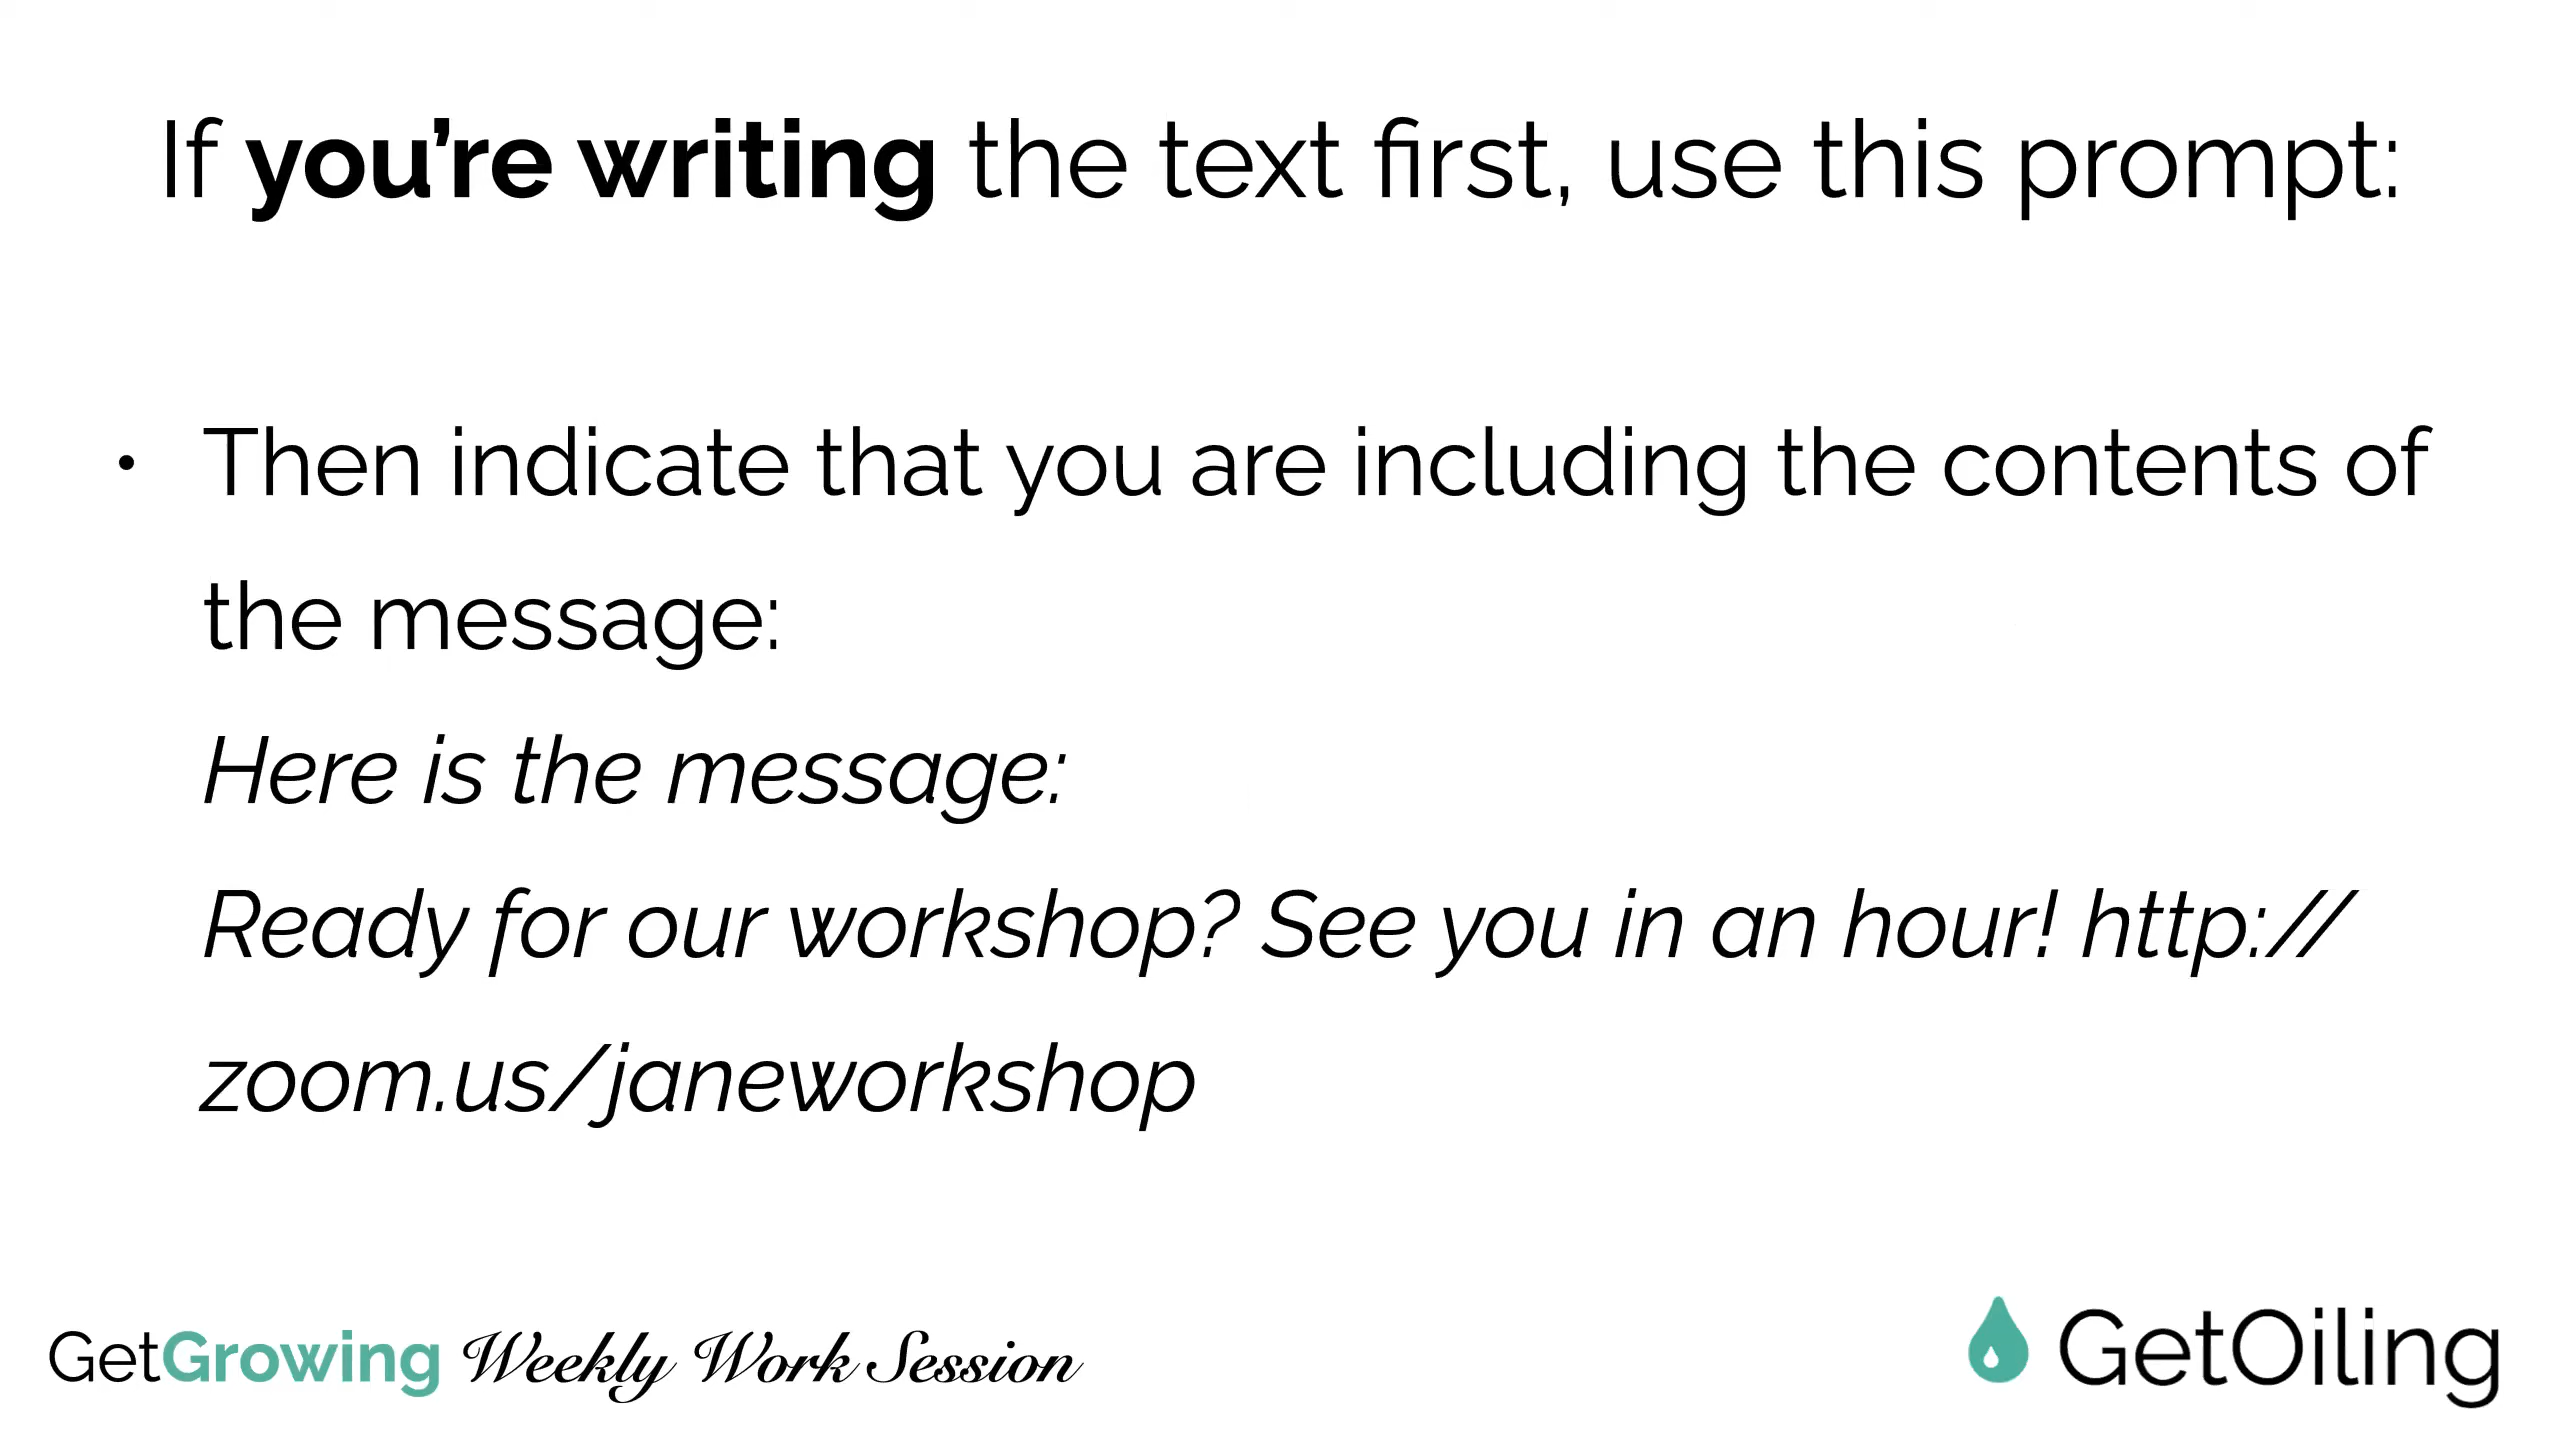 If you’re writing the text first, use this prompt:
• Then indicate that you are including the contents of
the message:
Here is the message:
Ready for our workshop? See you in an hour! http://
zoom.us/janeworkshop
GetGrowing Weekly Work Session
GetOiling